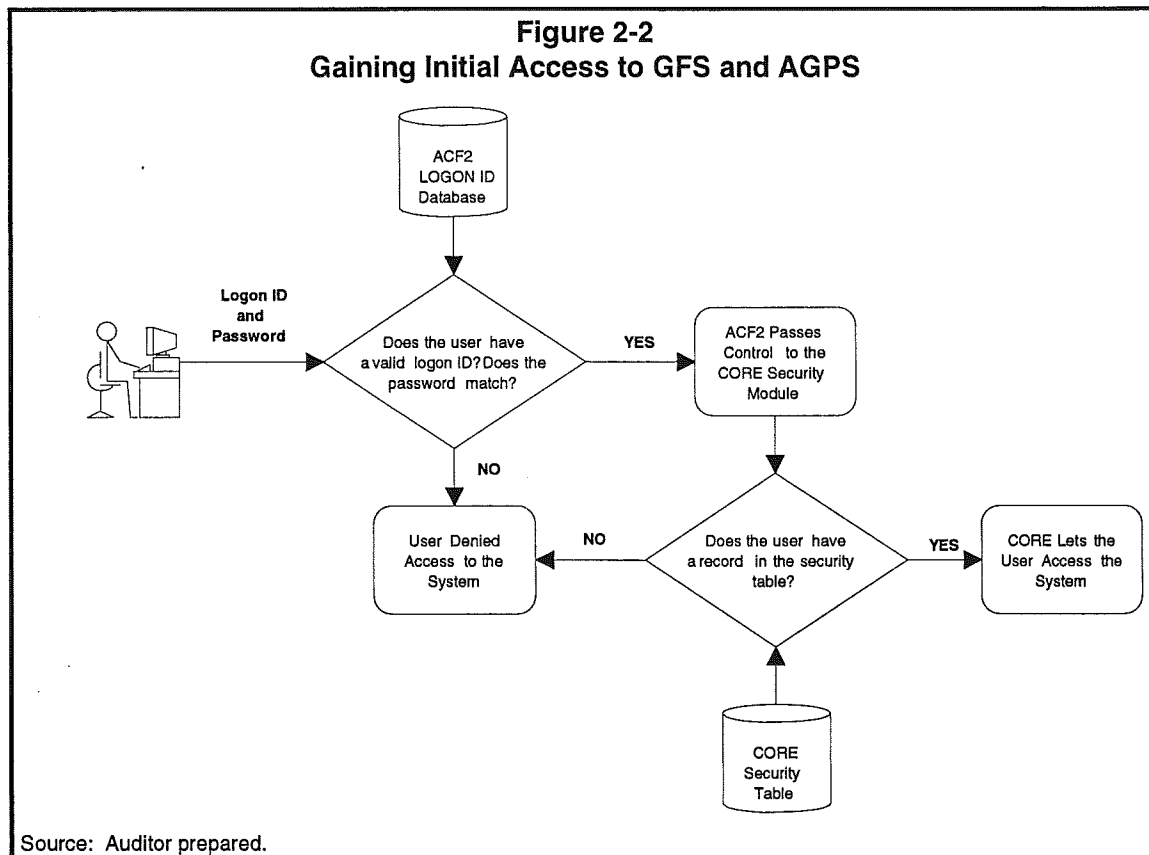 Figure 2-2
Gaining Initial Access to GFS and AGPS
ACF2
LOGON ID
Database
Logon ID
and
Password
Does the user have
a valid logon ID? Does the
password match?
YES
ACF2 Passes
Control to the
CORE Security
Module
NO
User Denied
Access to the
System
NO
Does the user have
a record in the security
table?
YES
CORE Lets the
User Access the
System
CORE
Security
Table
Source: Auditor prepared.